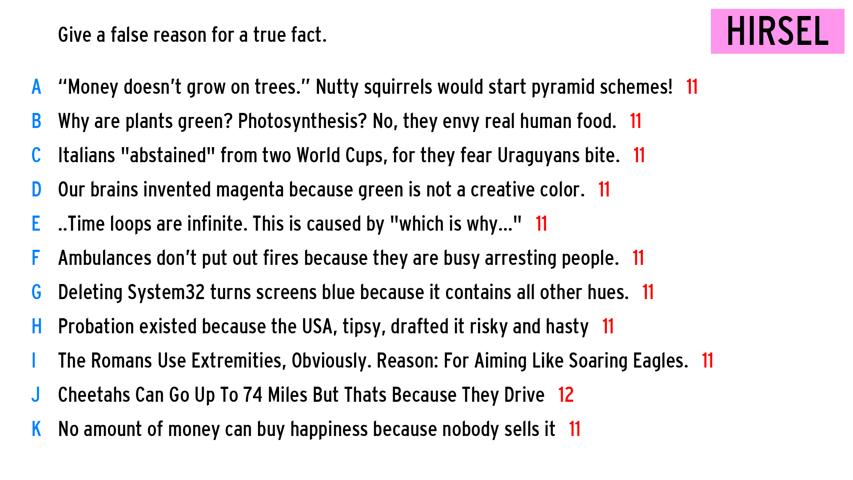 Give a false reason for a true fact.
HIRSEL
A “Money doesn’t grow on trees.” Nutty squirrels would start pyramid schemes! 11
B Why are plants green? Photosynthesis? No, they envy real human food. 11
C Italians "abstained" from two World Cups, for they fear Uraguyans bite. 11
D Our brains invented magenta because green is not a creative color. 11
E ..Time loops are infinite. This is caused by "which is why..." 11
F Ambulances don’t put out fires because they are busy arresting people. 11
G Deleting System32 turns screens blue because it contains all other hues. 11
H Probation existed because the USA, tipsy, drafted it risky and hasty 11
I The Romans Use Extremities, Obviously. Reason: For Aiming Like Soaring Eagles. 11
J Cheetahs Can Go Up To 74 Miles But Thats Because They Drive 12
K No amount of money can buy happiness because nobody sells it 11